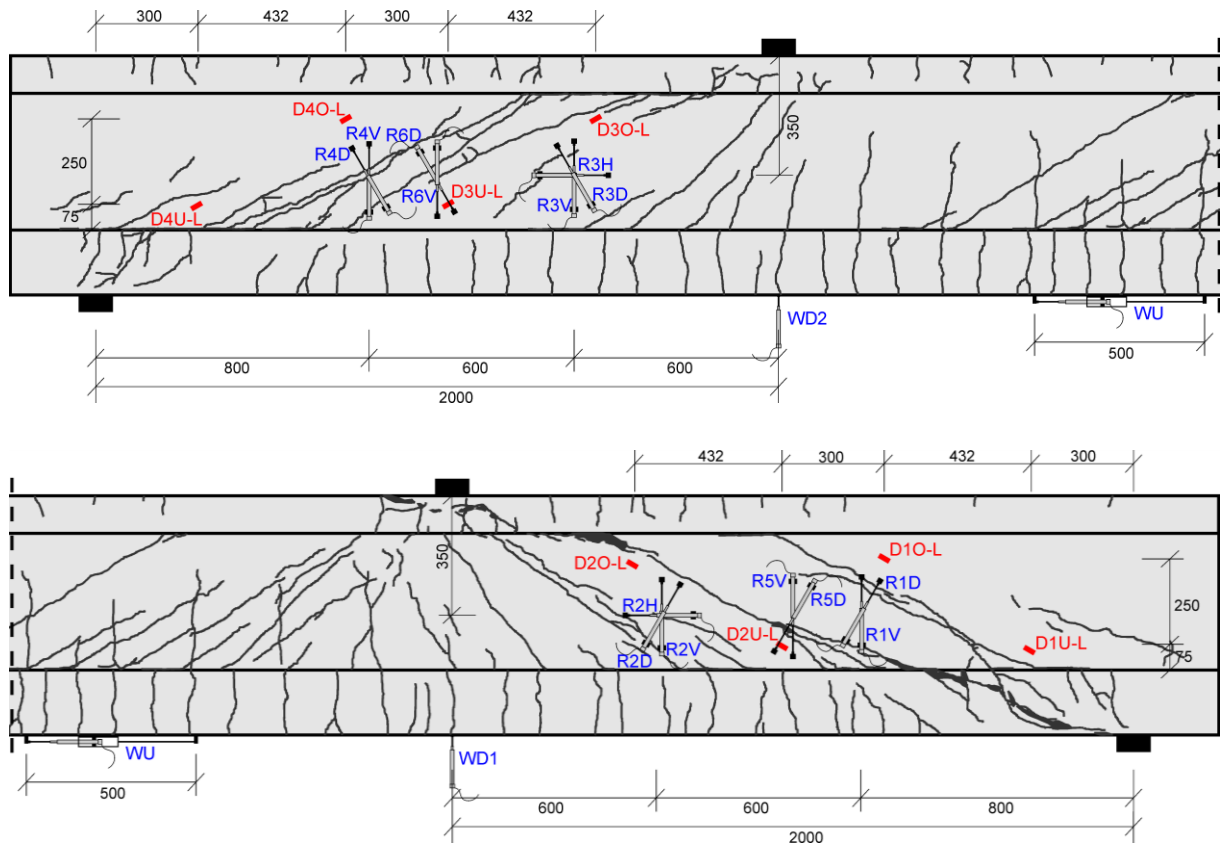 300 432 300 432
D4O-L R4V R6D D3O-L
R4D R3H 350
250 R6V D3U-L R3D
75 D4U-L R3V
WD2 WU
800 600 600 500
2000
432 300 432 300
350 D2O-L R5V D1O-L
R2H R5D R1D 250
D2U-L R1V D1U-L
R2D R2V 75
WU WD1
500 600 600 800
2000